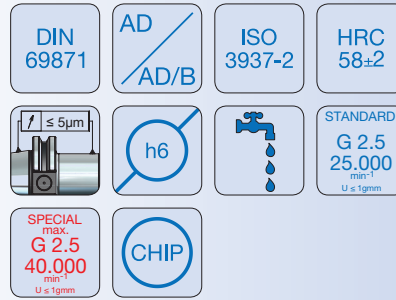 DIN
69871
AD
AD/B
ISO
3937-2
HRC
58±2
≤ 5µm
h6
STANDARD
G 2.5
25.000
min-1
U ≤ 1gmm
SPECIAL
max.
G 2.5
40.000
min-1
U ≤ 1gmm
CHIP